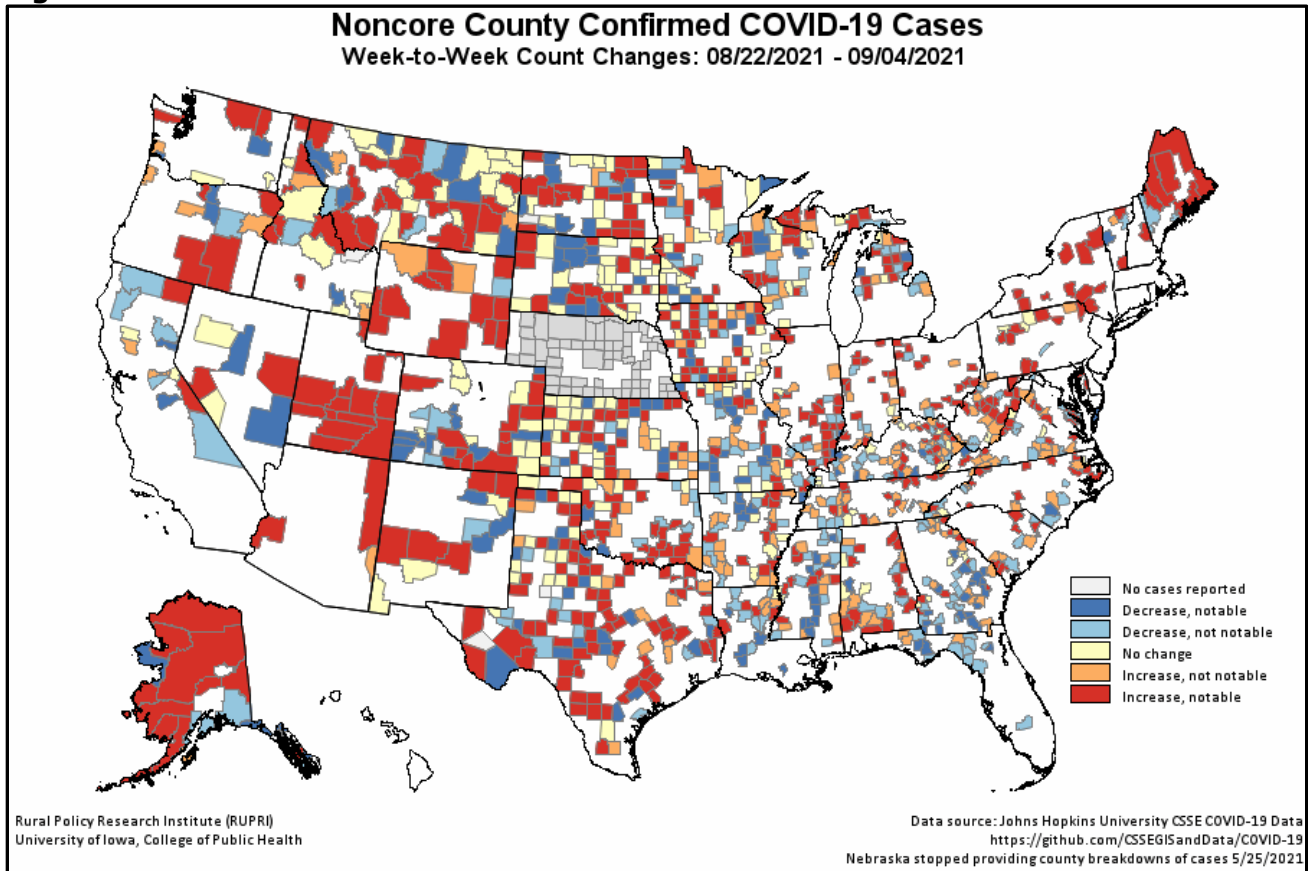 Noncore County Confirmed COVID-19 Cases
Week-to-Week Count Changes: 08/22/2021 - 09/04/2021
No cases reported
Decrease, notable
Decrease, not notable
No change
Increase, not notable
Increase, notable
Rural Policy Research Institute (RUPRI)
University of Iowa, College of Public Health
Data source: Johns Hopkins University CSSE COVID-19 Data
https://github.com/CSSEGISandData/COVID-19
Nebraska stopped providing county breakdowns of cases 5/25/2021